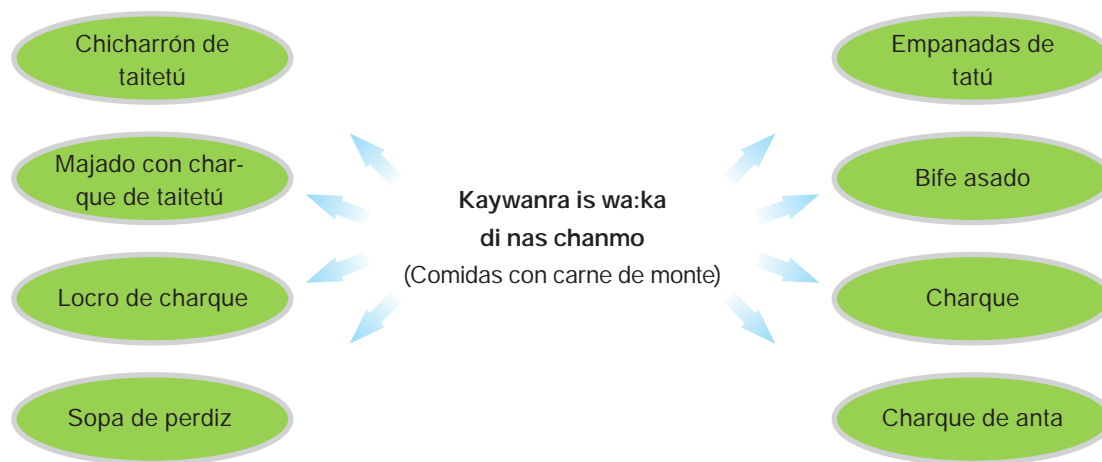 Chicharrón de
taitetú
Majado con char-
que de taitetú
Locro de charque
Sopa de perdiz
Kaywanra is wa:ka
di nas chanmo
(Comidas con carne de monte)
Empanadas de
tatú
Bife asado
Charque
Charque de anta